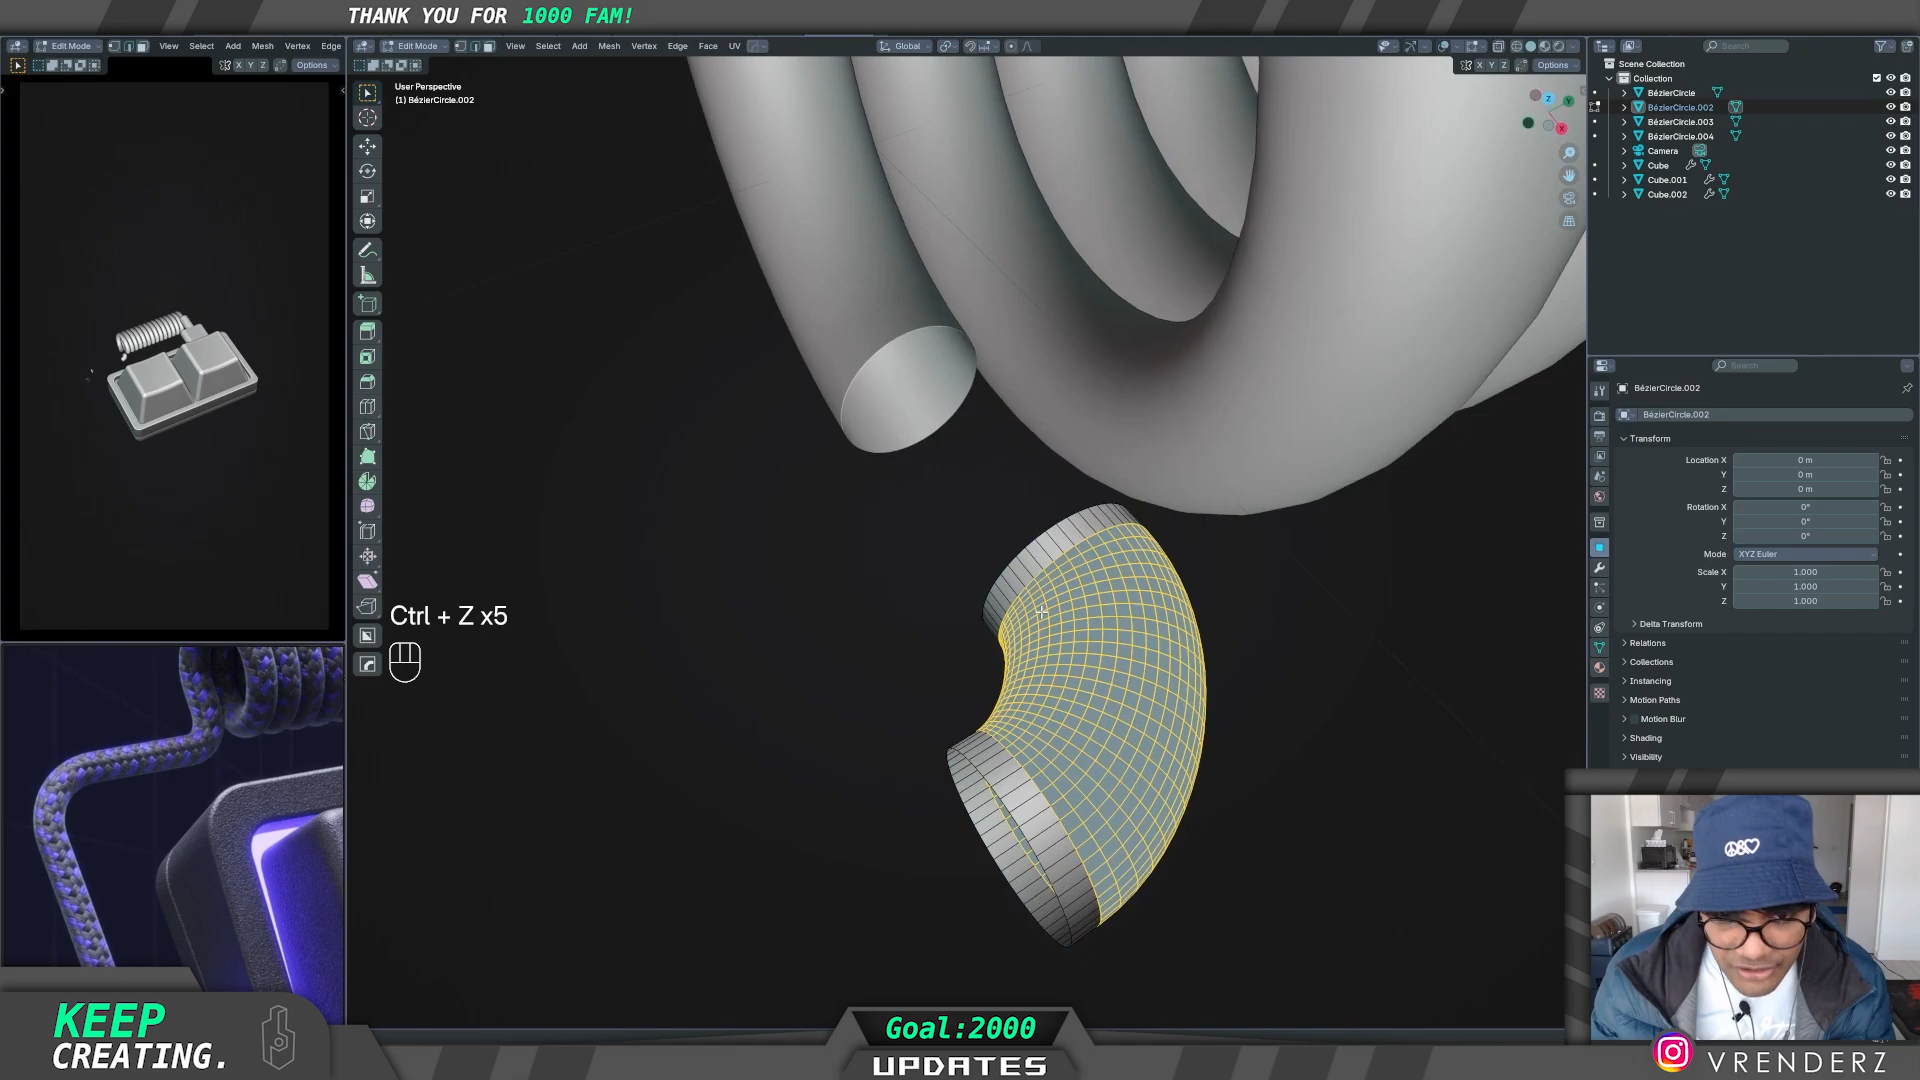 THANK YOU FOR 1000 FAM!
Edit Mode
View
Select
Add
Mesh
Vertex
Edge
X Y Z
Options
Edit Mode
View
Select
Add
Mesh
Vertex
Edge
Face
UV
Global
X Y Z
Options
User Perspective
(1) BézierCircle.002
Z
Y
X
Ctrl + Z x5
Search
Scene Collection
Collection
BézierCircle
BézierCircle.002
BézierCircle.003
BézierCircle.004
Camera
Cube
Cube.001
Cube.002
Search
BézierCircle.002
BézierCircle.002
Transform
Location X 0 m
Y 0 m
Z 0 m
Rotation X 0°
Y 0°
Z 0°
Mode XYZ Euler
Scale X 1.000
Y 1.000
Z 1.000
Delta Transform
Relations
Collections
Instancing
Motion Paths
Motion Blur
Shading
Visibility
KEEP
CREATING.
Goal:2000
UPDATES
VRENDERZ